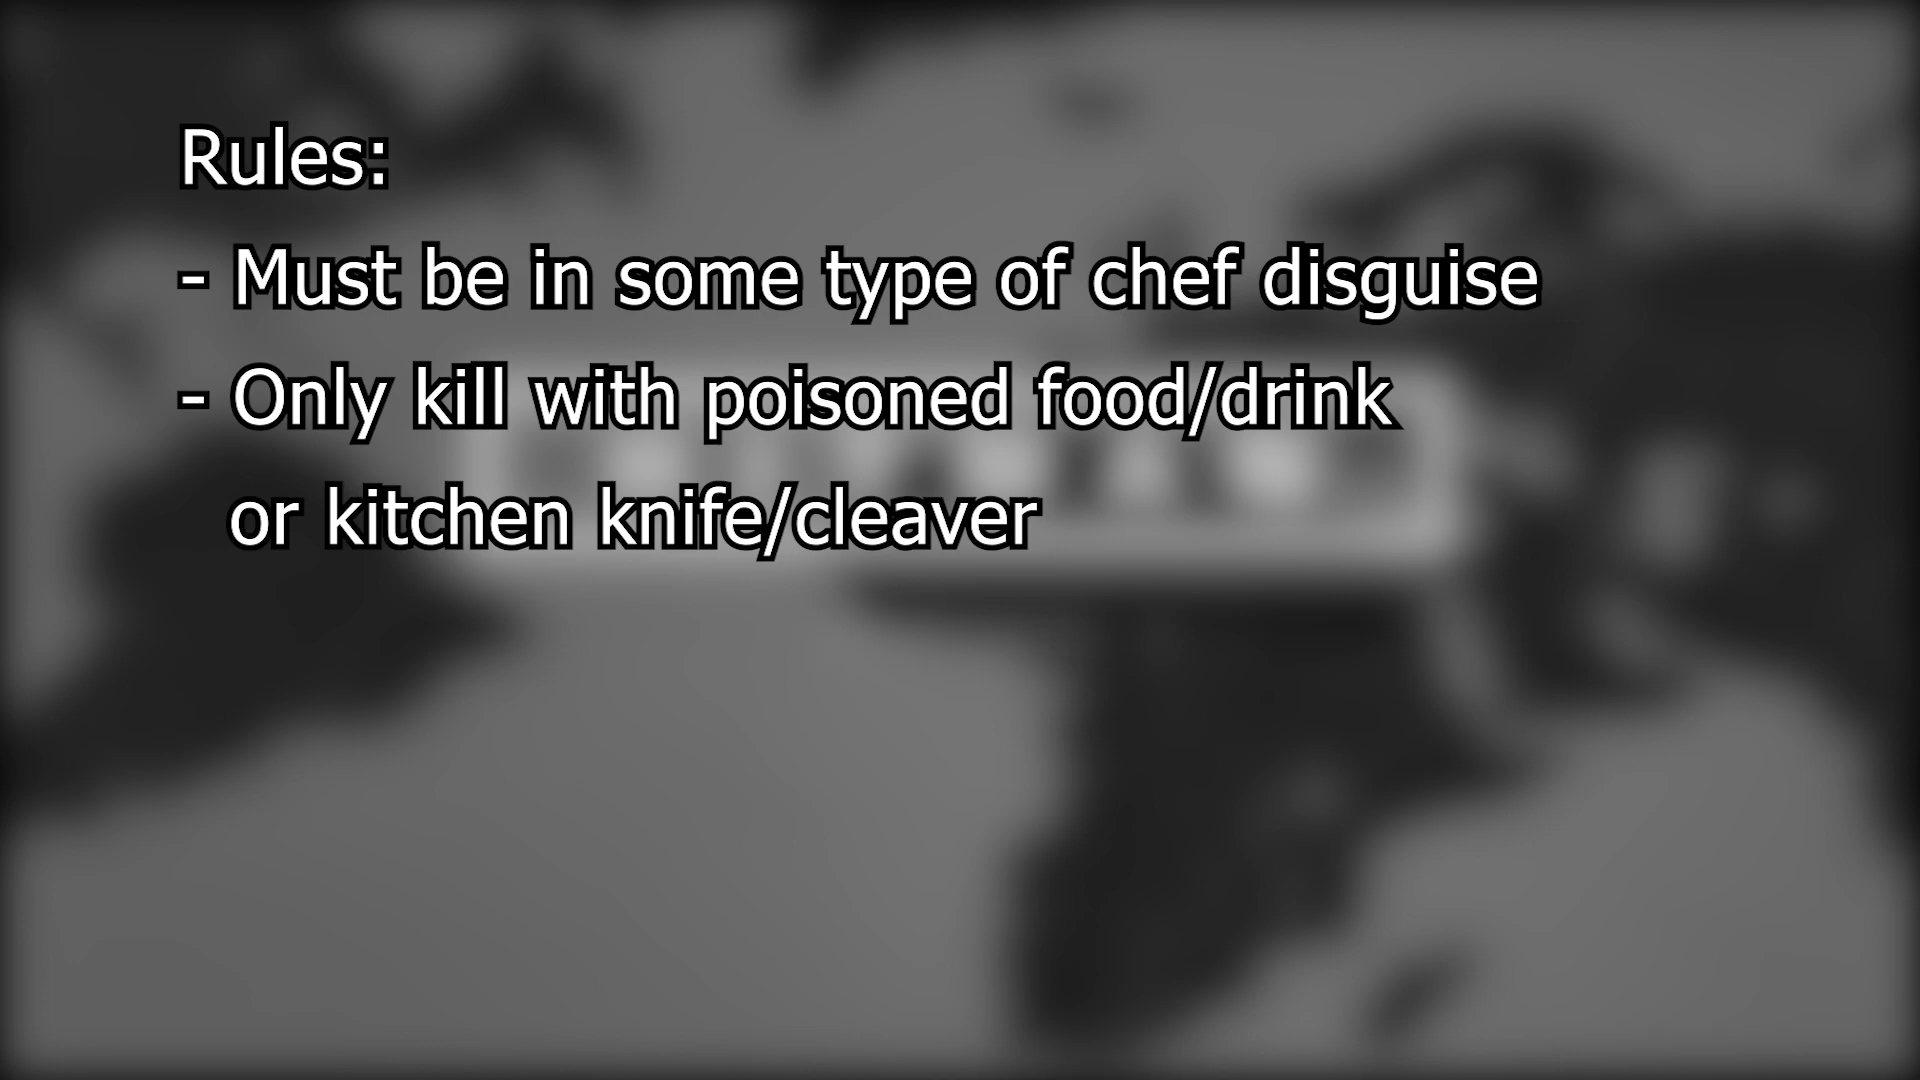 Rules:
- Must be in some type of chef disguise
- Only kill with poisoned food/drink
or kitchen knife/cleaver